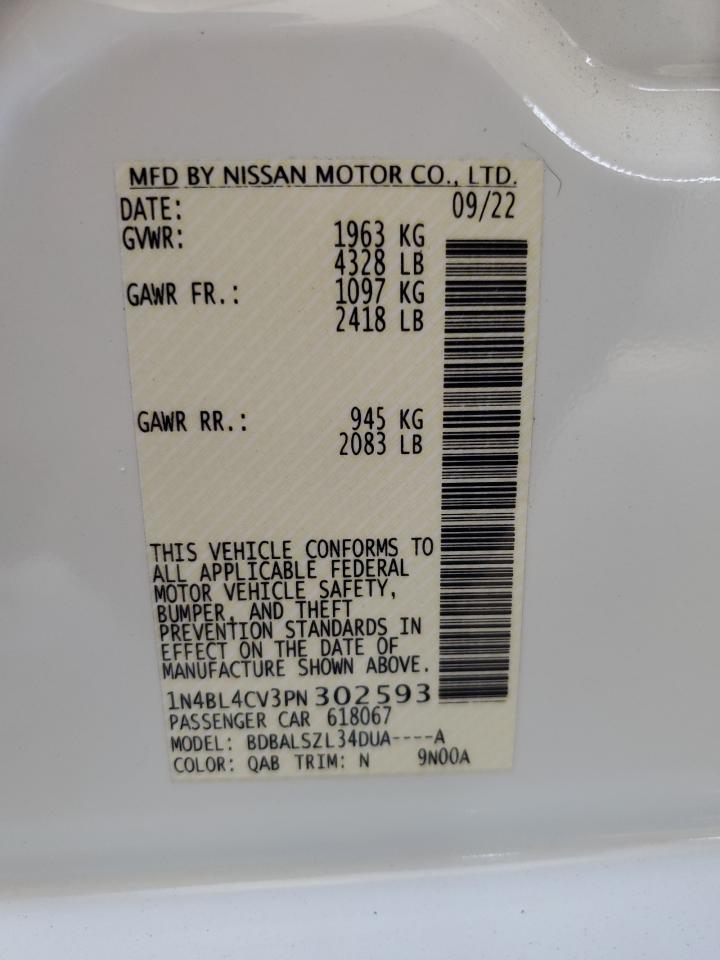 MFD BY NISSAN MOTOR CO., LTD.
DATE: 09/22
GVWR: 1963 KG
4328 LB
GAWR FR.: 1097 KG
2418 LB
GAWR RR.: 945 KG
2083 LB
THIS VEHICLE CONFORMS TO
ALL APPLICABLE FEDERAL
MOTOR VEHICLE SAFETY,
BUMPER, AND THEFT
PREVENTION STANDARDS IN
EFFECT ON THE DATE OF
MANUFACTURE SHOWN ABOVE.
1N4BL4CV3PN 302593
PASSENGER CAR 618067
MODEL: BDBALSZL34DUA----A
COLOR: QAB TRIM: N 9N00A